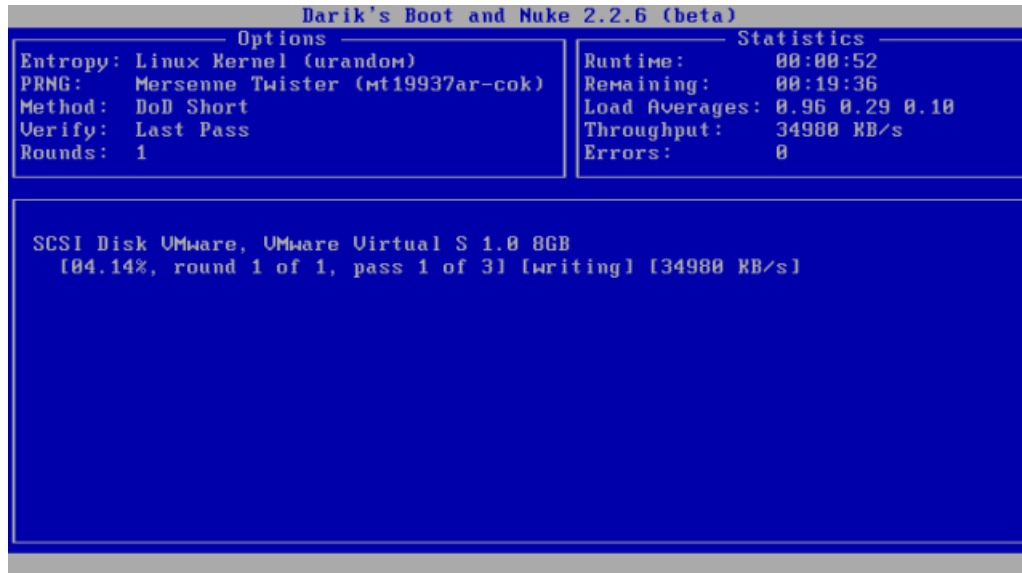 Darik's Boot and Nuke 2.2.6 (beta)
Options
Entropy: Linux Kernel (urandom)
PRNG: Mersenne Twister (mt19937ar-cok)
Method: DoD Short
Verify: Last Pass
Rounds: 1
Statistics
Runtime: 00:00:52
Remaining: 00:19:36
Load Averages: 0.96 0.29 0.10
Throughput: 34980 KB/s
Errors: 0
SCSI Disk VMware, VMware Virtual S 1.0 8GB
[04.14%, round 1 of 1, pass 1 of 3] [writing] [34980 KB/s]